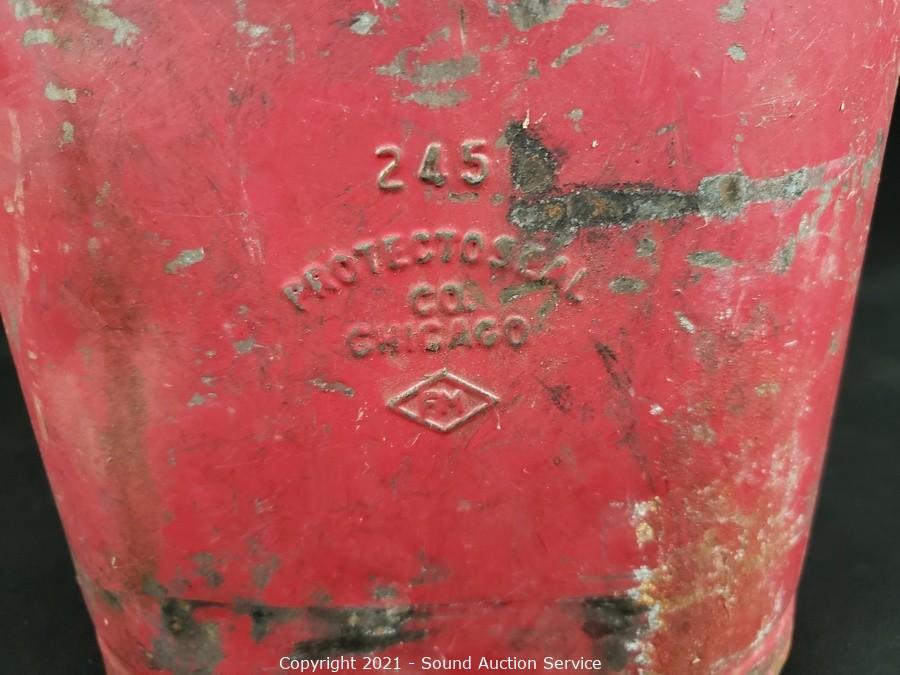 245
PROTECTOSEAL
CO.
CHICAGO
FM
Copyright 2021 - Sound Auction Service